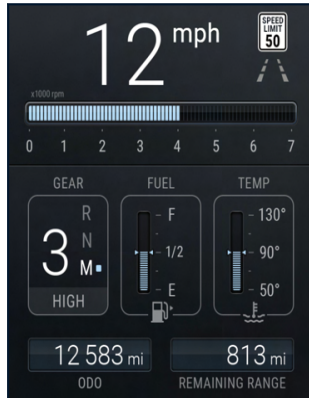 12 mph
SPEED
LIMIT
50
x1000 rpm
0 1 2 3 4 5 6 7
GEAR
R
3 N
M
HIGH
FUEL
F
1/2
E
TEMP
130°
90°
50°
12 583 mi
ODO
813 mi
REMAINING RANGE